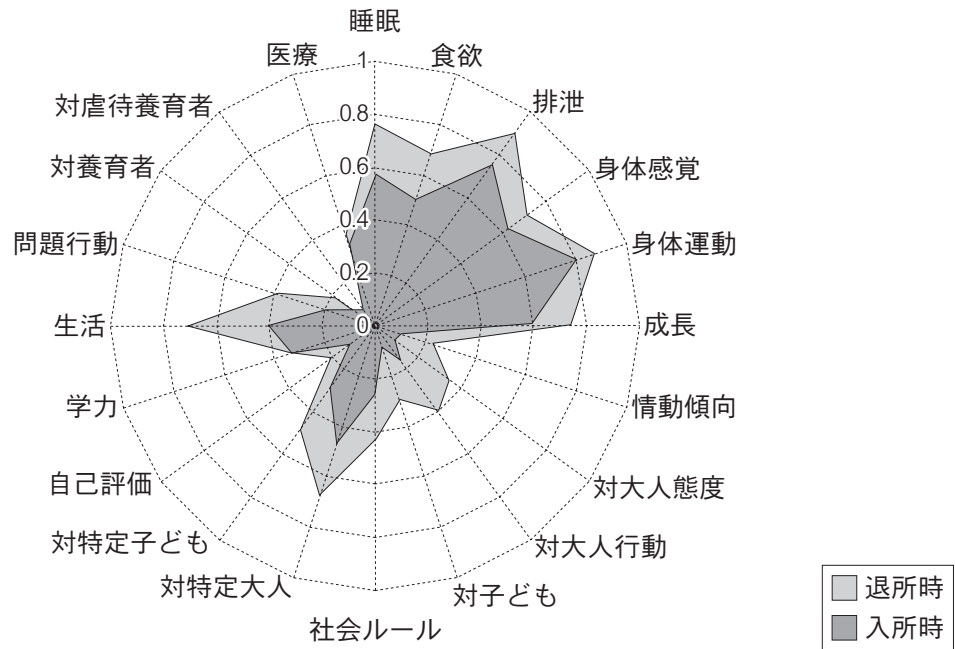 睡眠
食欲
排泄
身体感覚
身体運動
成長
情動傾向
対大人態度
対大人行動
対子ども
社会ルール
対特定大人
対特定子ども
自己評価
学力
生活
問題行動
対養育者
対虐待養育者
医療
1
0.8
0.6
0.4
0.2
0
退所時
入所時